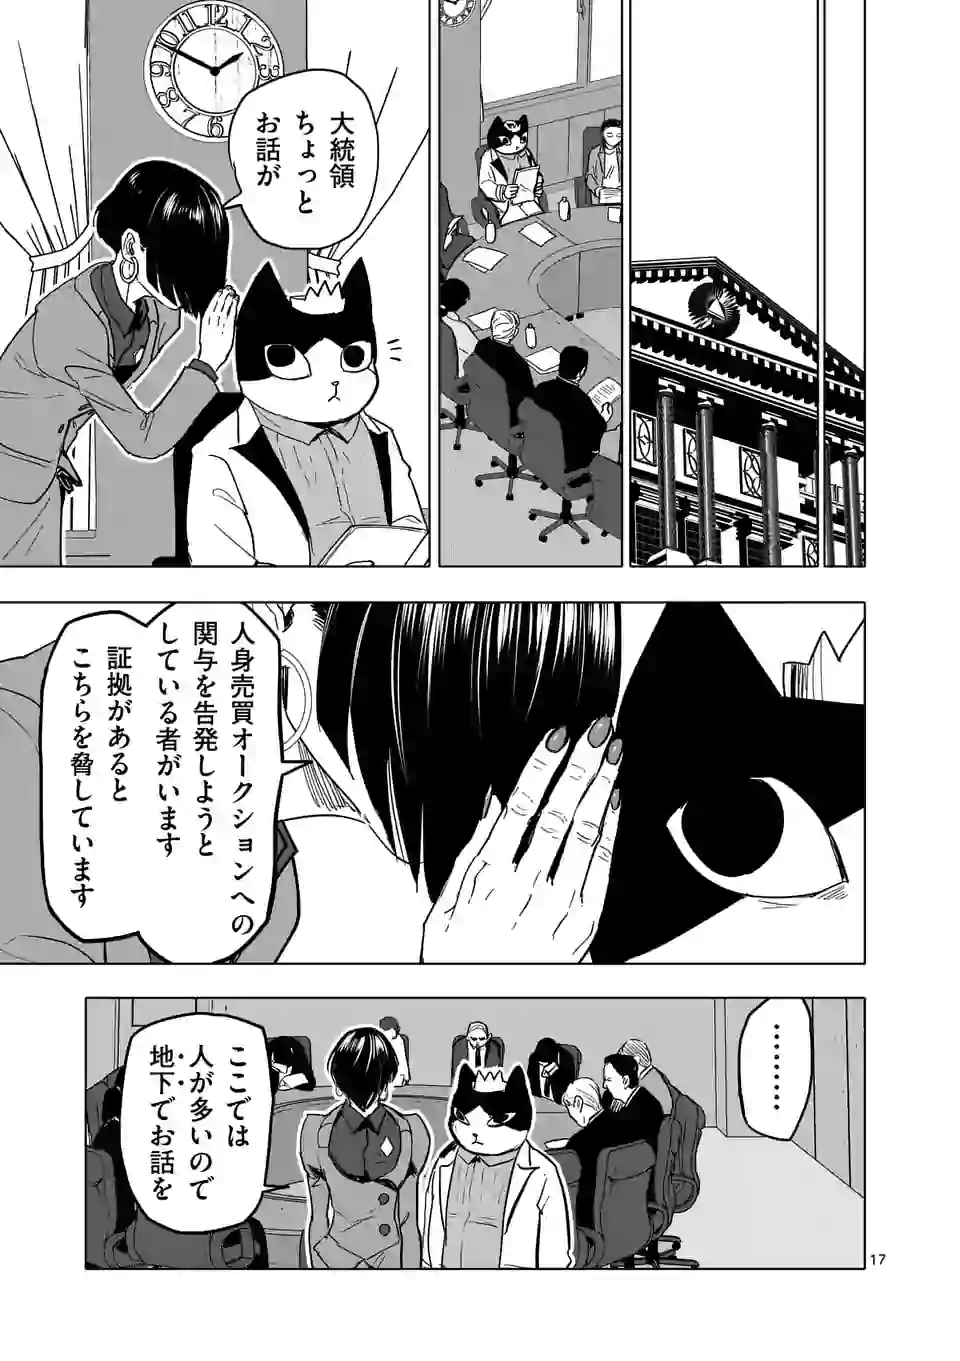 大統領
ちょっと
お話が
人身売買オークションへの
関与を告発しようと
している者がいます
証拠があると
こちらを脅しています
…………
ここでは
人が多いので
地下でお話を
17